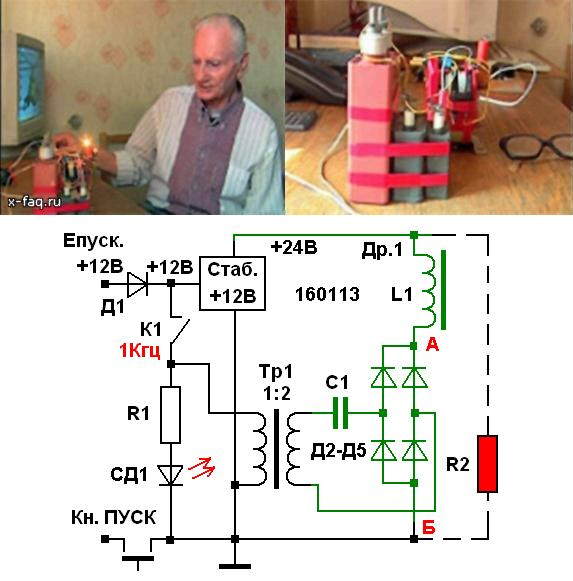 x-faq.ru
Епуск.
+12В
+12В
Стаб.
+12В
+24В
Др.1
160113
L1
Д1
К1
1Кгц
А
Тр1
1:2
С1
R1
Д2-Д5
R2
СД1
Кн. ПУСК
Б